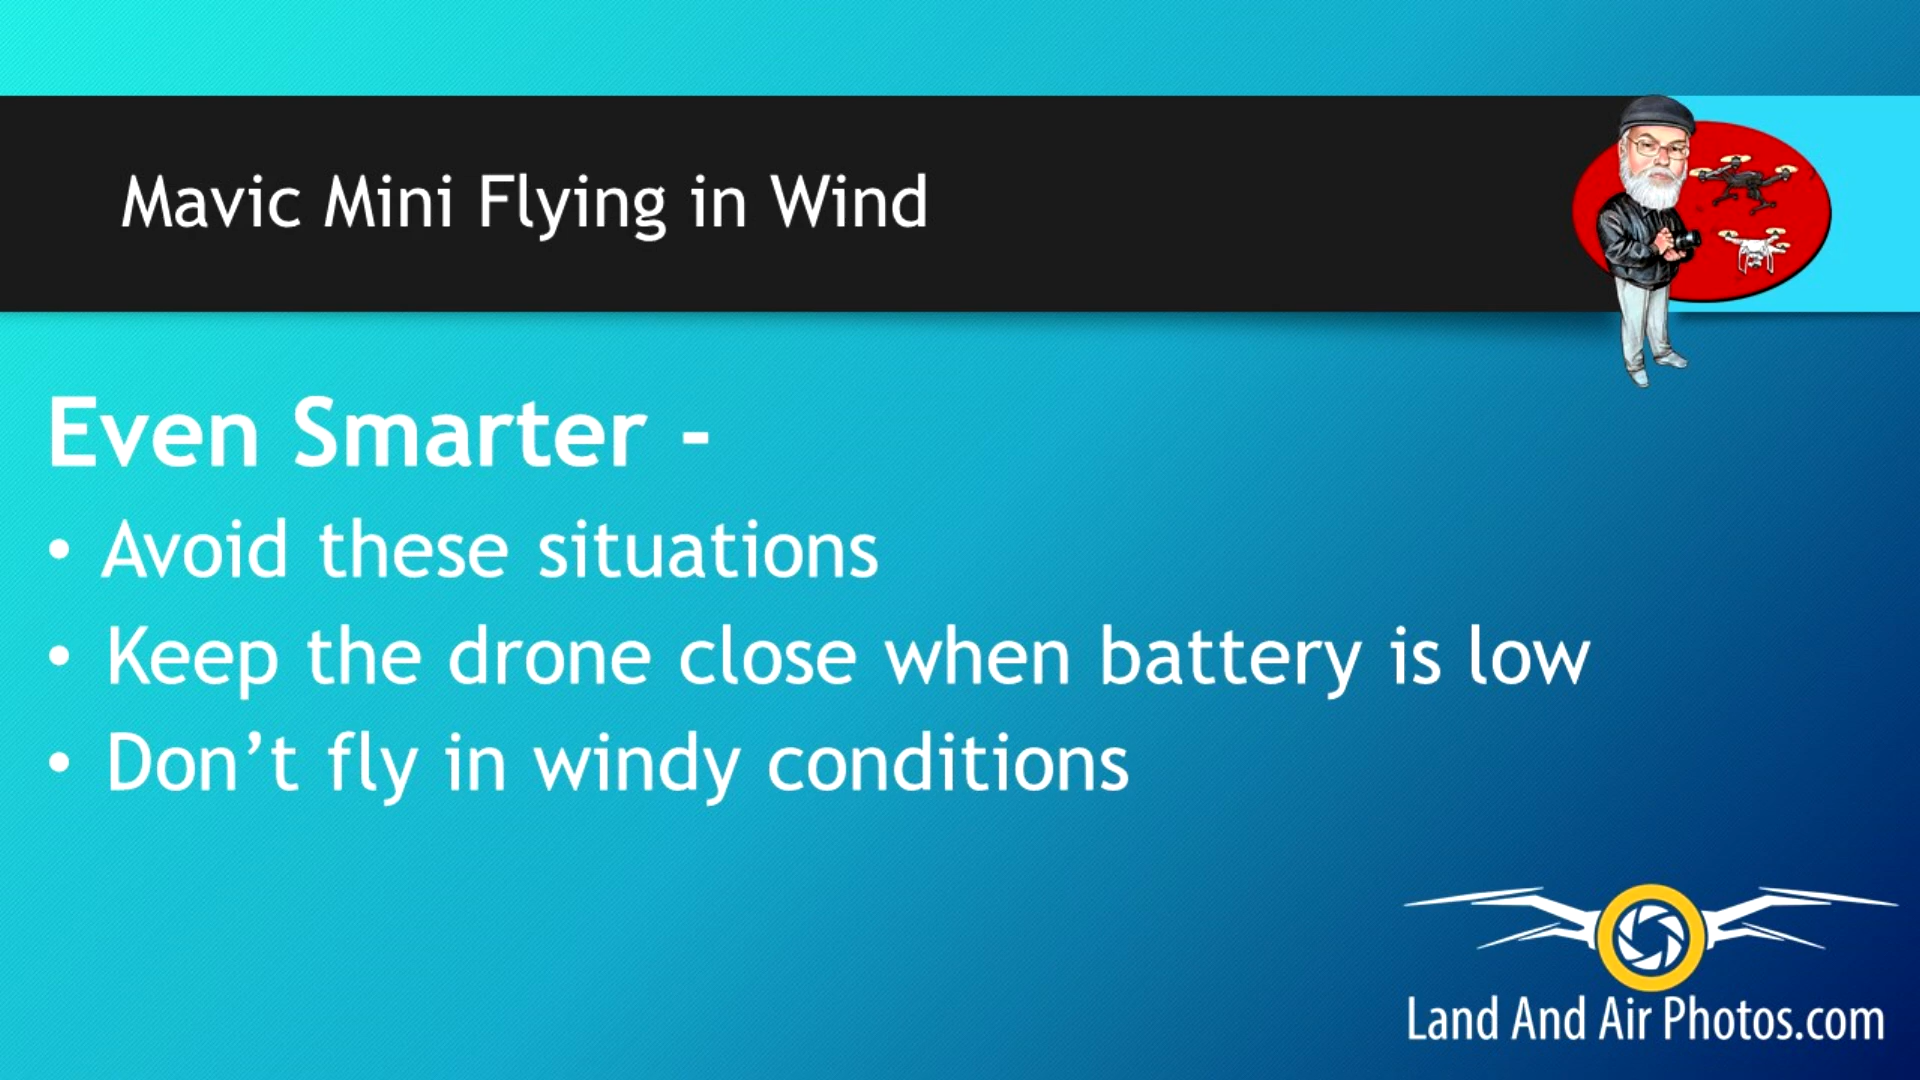 Mavic Mini Flying in Wind
Even Smarter -
• Avoid these situations
• Keep the drone close when battery is low
• Don’t fly in windy conditions
Land And Air Photos.com